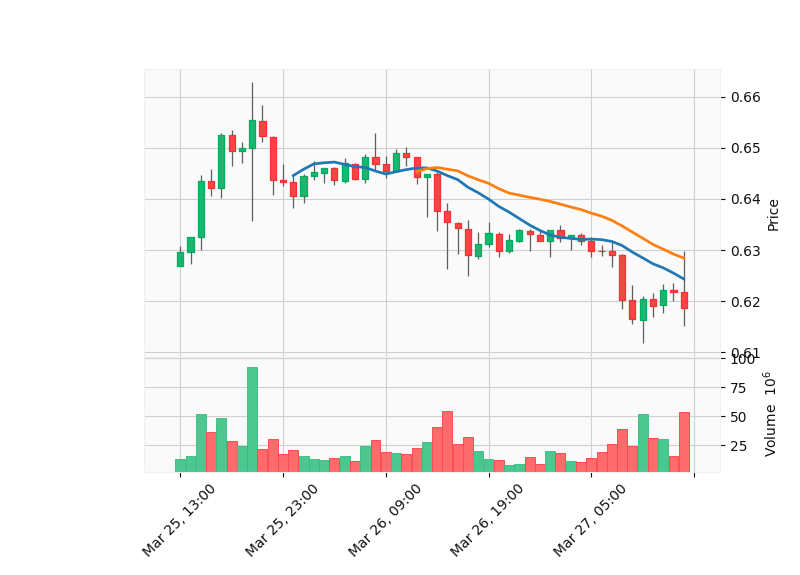 0.66
0.65
0.64
0.63
0.62
0.61
Price
100
75
50
25
Volume 10⁶
Mar 25, 13:00
Mar 25, 23:00
Mar 26, 09:00
Mar 26, 19:00
Mar 27, 05:00